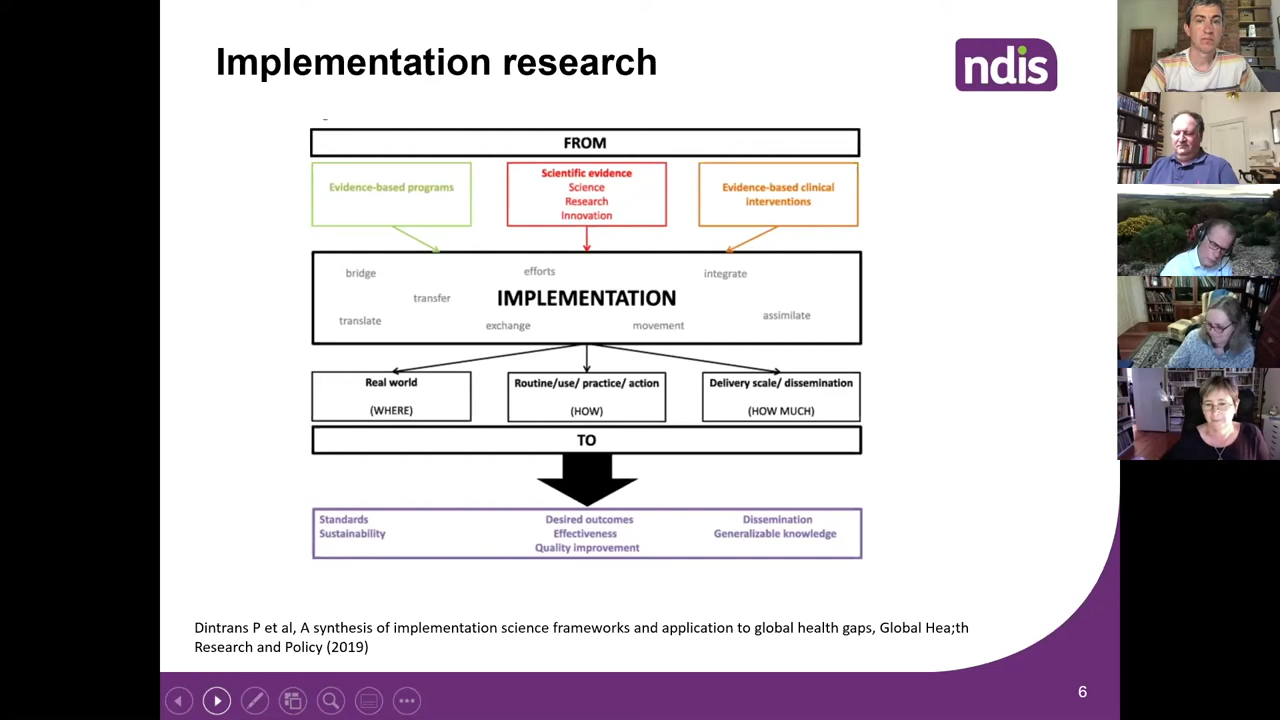 Implementation research
ndis
FROM
Evidence-based programs
Scientific evidence
Science
Research
Innovation
Evidence-based clinical
interventions
bridge
efforts
integrate
transfer
IMPLEMENTATION
translate
exchange
movement
assimilate
Real world
(WHERE)
Routine/use/ practice/ action
(HOW)
Delivery scale/ dissemination
(HOW MUCH)
TO
Standards
Sustainability
Desired outcomes
Effectiveness
Quality improvement
Dissemination
Generalizable knowledge
Dintrans P et al, A synthesis of implementation science frameworks and application to global health gaps, Global Hea;th
Research and Policy (2019)
6